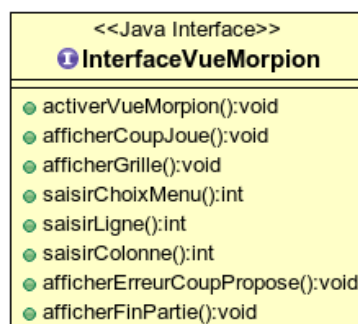 <<Java Interface>>
InterfaceVueMorpion
activerVueMorpion():void
afficherCoupJoue():void
afficherGrille():void
saisirChoixMenu():int
saisirLigne():int
saisirColonne():int
afficherErreurCoupPropose():void
afficherFinPartie():void